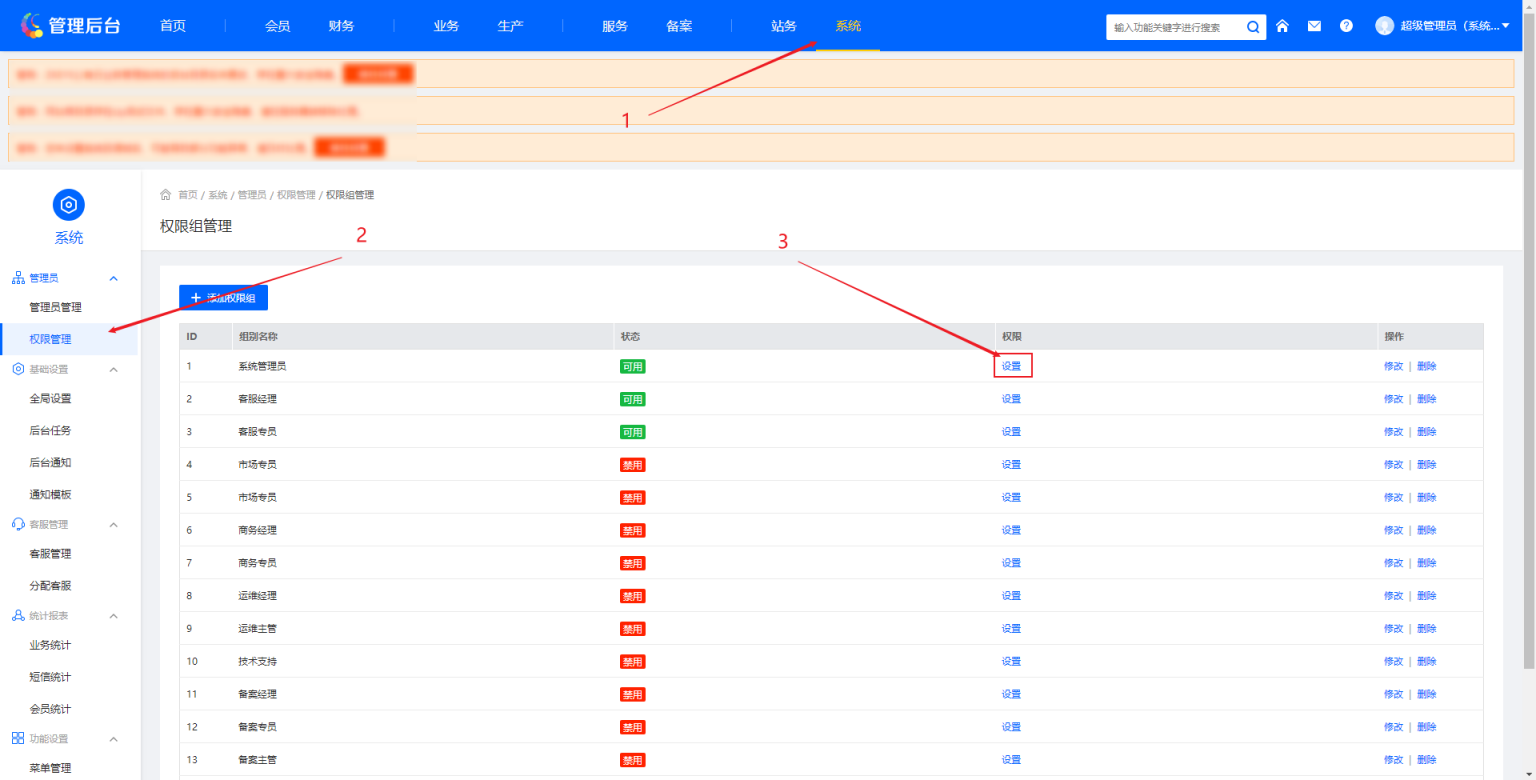 管理后台 首页 会员 财务 业务 生产 服务 备案 站务 系统 输入功能关键字进行搜索 超级管理员（系统...
1
系统
首页 / 系统 / 管理员 / 权限管理 / 权限组管理
权限组管理
2
3
管理员
管理员管理
权限管理
基础设置
全局设置
后台任务
后台通知
通知模板
客服管理
客服管理
分配客服
统计报表
业务统计
短信统计
会员统计
功能设置
菜单管理
添加权限组
ID 组别名称 状态 权限 操作
1 系统管理员 可用 设置 修改 | 删除
2 客服经理 可用 设置 修改 | 删除
3 客服专员 可用 设置 修改 | 删除
4 市场专员 禁用 设置 修改 | 删除
5 市场专员 禁用 设置 修改 | 删除
6 商务经理 禁用 设置 修改 | 删除
7 商务专员 禁用 设置 修改 | 删除
8 运维经理 禁用 设置 修改 | 删除
9 运维主管 禁用 设置 修改 | 删除
10 技术支持 禁用 设置 修改 | 删除
11 备案经理 禁用 设置 修改 | 删除
12 备案专员 禁用 设置 修改 | 删除
13 备案主管 禁用 设置 修改 | 删除